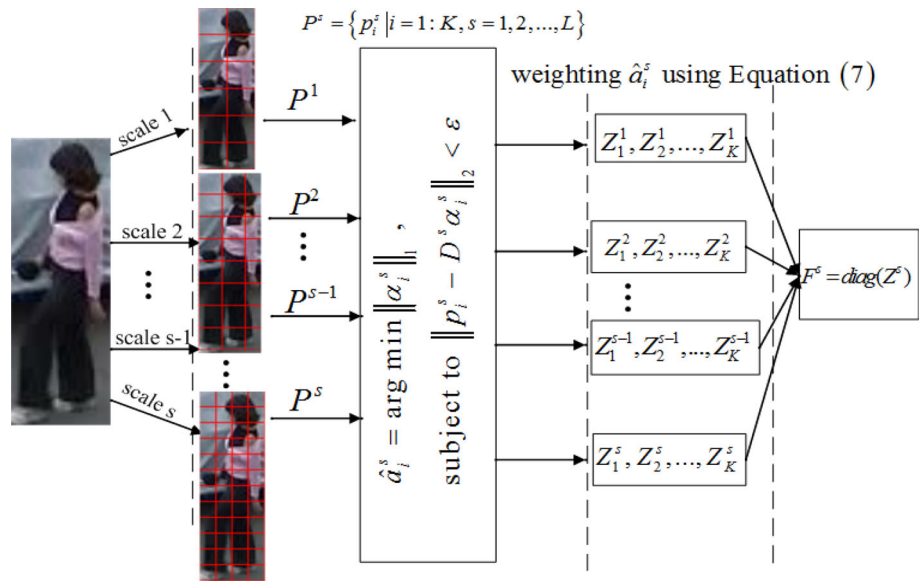 P^s = {p_i^s | i = 1 : K, s = 1, 2, ..., L}
weighting â_i^s using Equation (7)
scale 1
scale 2
scale s-1
scale s
P^1
P^2
P^{s-1}
P^s
â_i^s = arg min ‖α_i^s‖_1 ,
subject to ‖p_i^s − D^s α_i^s‖_2 < ε
Z_1^1, Z_2^1, ..., Z_K^1
Z_1^2, Z_2^2, ..., Z_K^2
Z_1^{s-1}, Z_2^{s-1}, ..., Z_K^{s-1}
Z_1^s, Z_2^s, ..., Z_K^s
F^s = diag(Z^s)